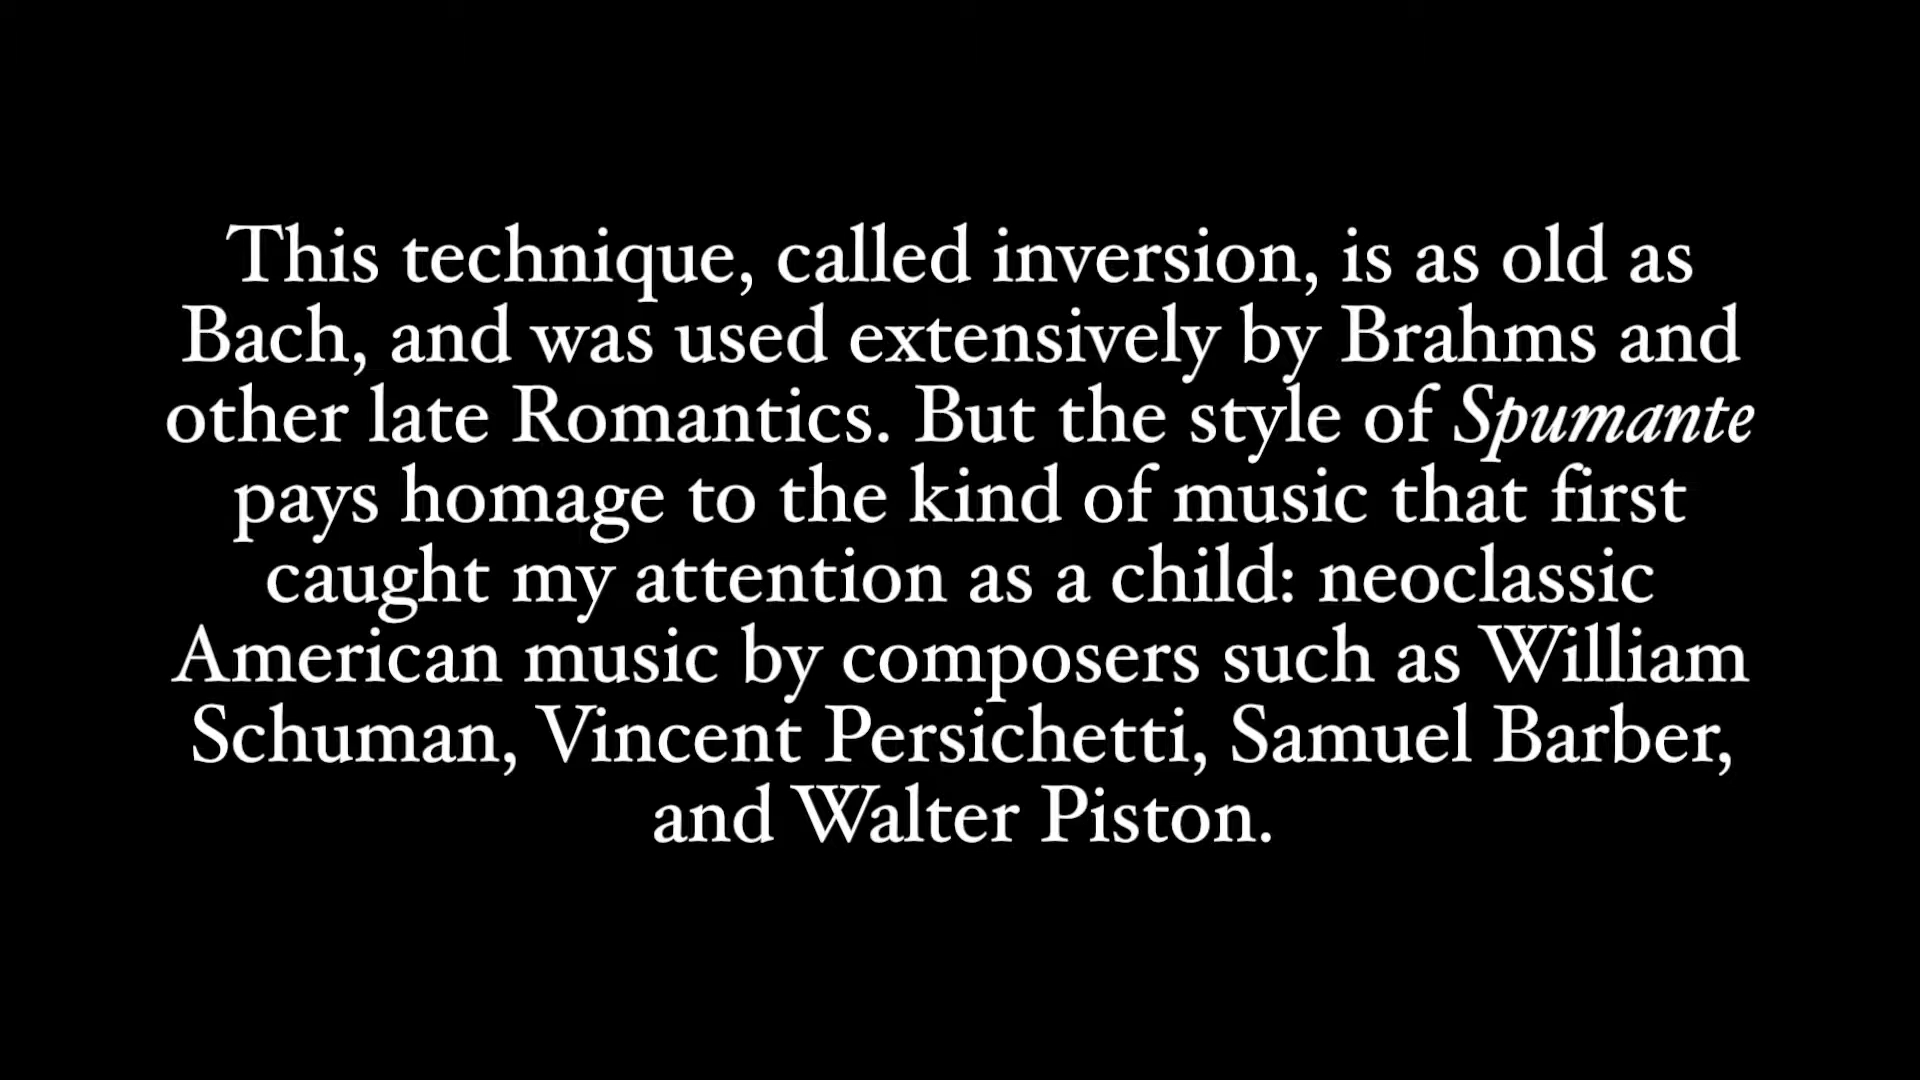 This technique, called inversion, is as old as
Bach, and was used extensively by Brahms and
other late Romantics. But the style of Spumante
pays homage to the kind of music that first
caught my attention as a child: neoclassic
American music by composers such as William
Schuman, Vincent Persichetti, Samuel Barber,
and Walter Piston.